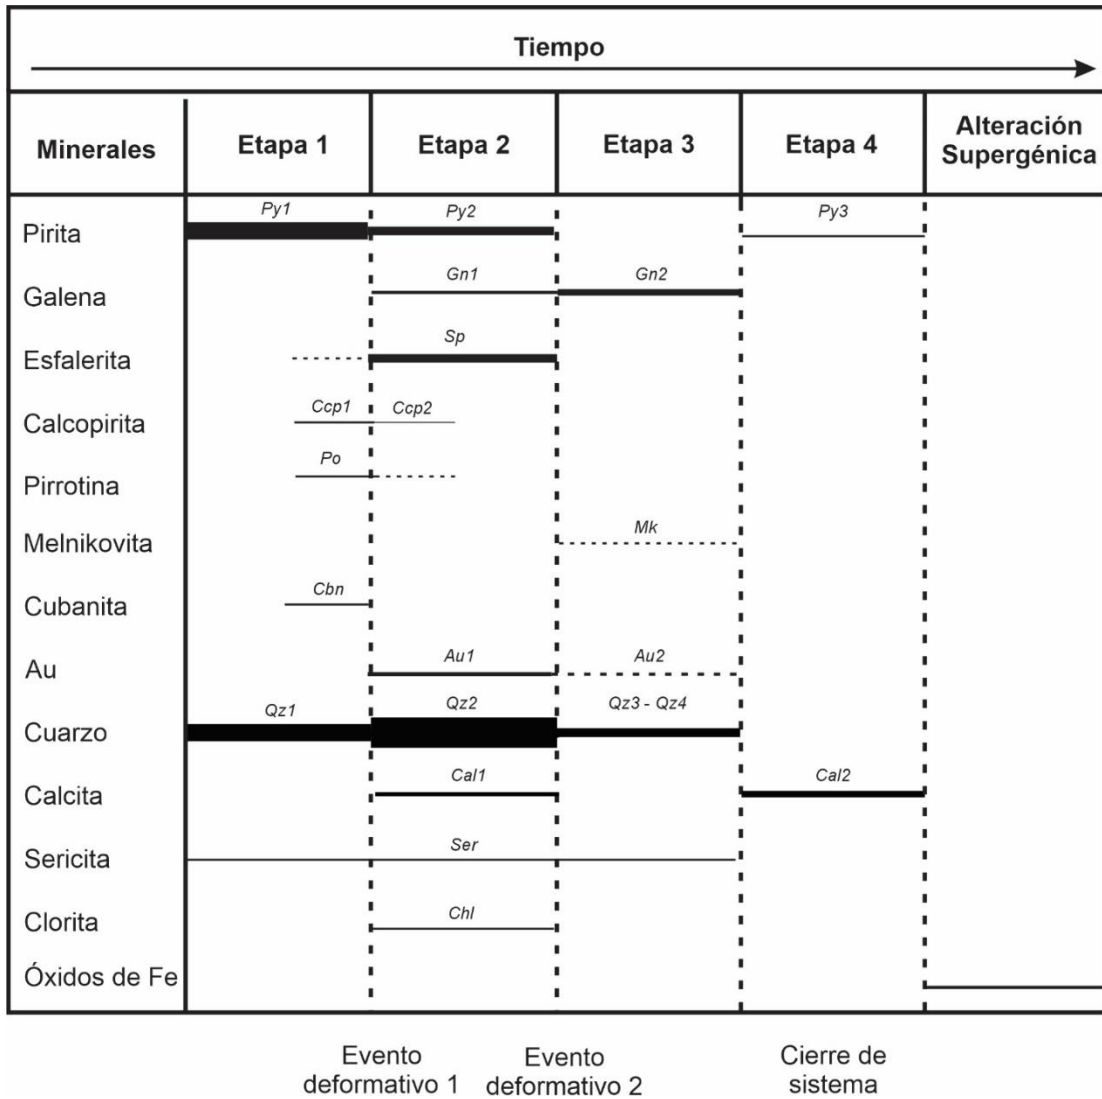 Tiempo
Minerales
Etapa 1
Etapa 2
Etapa 3
Etapa 4
Alteración
Supergénica
Pirita
Py1
Py2
Py3
Galena
Gn1
Gn2
Esfalerita
Sp
Calcopirita
Ccp1
Ccp2
Pirrotina
Po
Melnikovita
Mk
Cubanita
Cbn
Au
Au1
Au2
Cuarzo
Qz1
Qz2
Qz3 - Qz4
Calcita
Cal1
Cal2
Sericita
Ser
Clorita
Chl
Óxidos de Fe
Evento
deformativo 1
Evento
deformativo 2
Cierre de
sistema